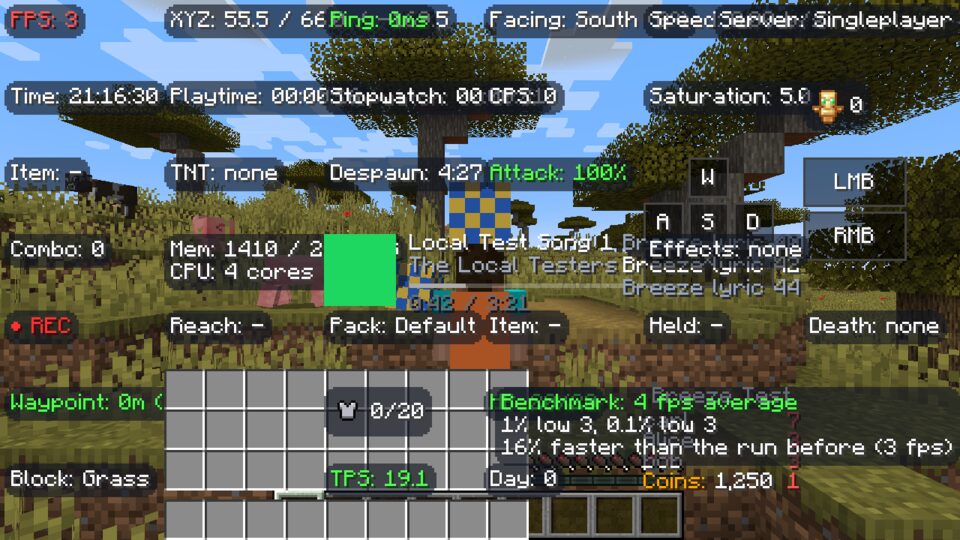 FPS: 3
XYZ: 55.5 / 66
Ping: 0ms 5
Facing: South
Speed
Server: Singleplayer
Time: 21:16:30
Playtime: 00:00
Stopwatch: 00
CPS: 0
Saturation: 5.0
0
Item: -
TNT: none
Despawn: 4:27
Attack: 100%
W
LMB
A S D
RMB
Combo: 0
Mem: 1410 / 2
CPU: 4 cores
Local Test Song 1
The Local Testers
0:42 / 3:21
Effects: none
Breeze lyric 44
REC
Reach: -
Pack: Default
Item: -
Held: -
Death: none
Waypoint: 0m (
0/20
Breeze Test
Benchmark: 4 fps average
1% low 3, 0.1% low 3
16% faster than the run before (3 fps)
Block: Grass
TPS: 19.1
Day: 0
Coins: 1,250
1